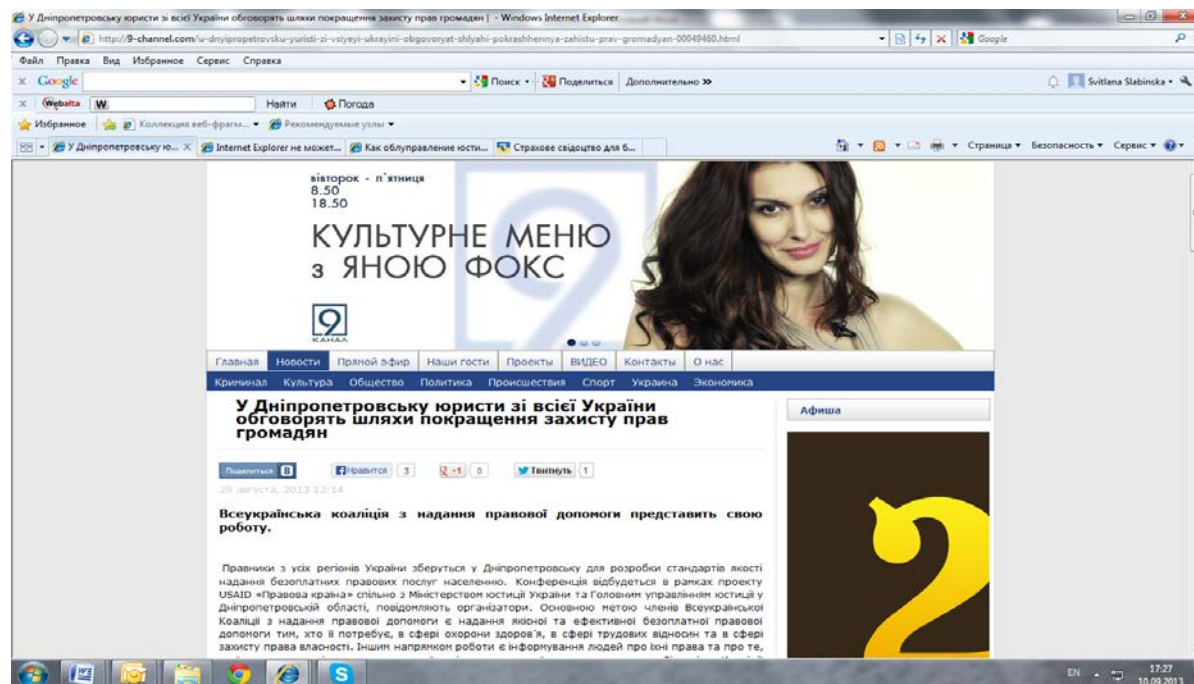 У Дніпропетровську юристи зі всієї України обговорять шляхи покращення захисту прав громадян | - Windows Internet Explorer
http://9-channel.com/u-dnyipropetrovsku-yuristi-zi-vsiyeyi-ukrayini-obgovoryat-shlyahi-pokrashhennya-zahistu-prav-gromadyan-00049460.html
Google
Файл Правка Вид Избранное Сервис Справка
x Google Поиск Поделиться Дополнительно » Svitlana Slabinska
x Webalta W Найти Погода
Избранное Коллекция веб-фрагм... Рекомендуемые узлы
У Дніпропетровську ю... X Internet Explorer не может... Как облуправление юсти... Страхове свідоцтво для б... Страница Безопасность Сервис
вівторок - п`ятниця
8.50
18.50
КУЛЬТУРНЕ МЕНЮ
з ЯНОЮ ФОКС
9
КАНАЛ
Главная Новости Прямой эфир Наши гости Проекты ВИДЕО Контакты О нас
Криминал Культура Общество Политика Происшествия Спорт Украина Экономика
У Дніпропетровську юристи зі всієї України
обговорять шляхи покращення захисту прав
громадян
Афиша
Поделиться В Нравится 3 +1 0 Твитнуть 1
29 августа, 2013 12:14
Всеукраїнська коаліція з надання правової допомоги представить свою
роботу.
Правники з усіх регіонів України зберуться у Дніпропетровську для розробки стандартів якості
надання безоплатних правових послуг населенню. Конференція відбудеться в рамках проекту
USAID «Правова країна» спільно з Міністерством юстиції України та Головним управлінням юстиції у
Дніпропетровській області, повідомляють організатори. Основною метою членів Всеукраїнської
Коаліції з надання правової допомоги є надання якісної та ефективної безоплатної правової
допомоги тим, хто її потребує, в сфері охорони здоров`я, в сфері трудових відносин та в сфері
захисту права власності. Іншим напрямком роботи є інформування людей про їхні права та про те,
2
EN 17:27
10.09.2013